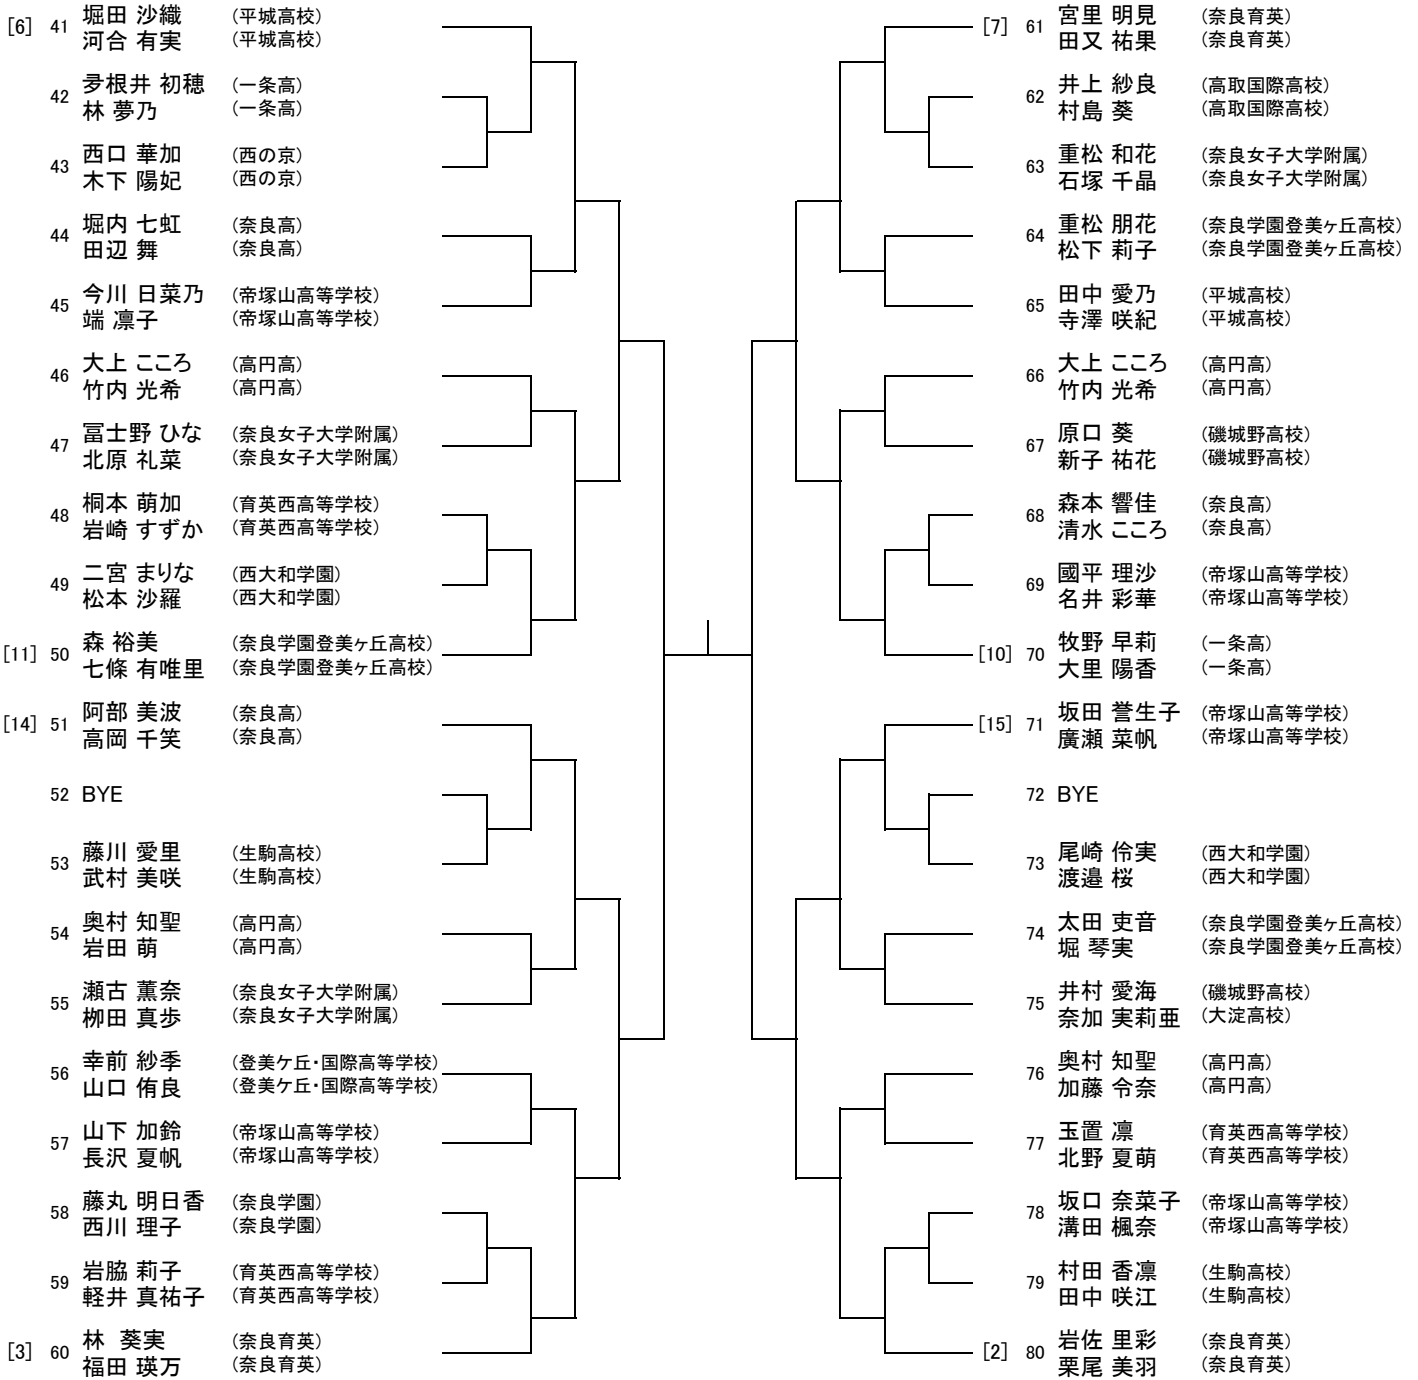 [6] 41 堀田 沙織 (平城高校)
河合 有実 (平城高校)
42 夛根井 初穂 (一条高)
林 夢乃 (一条高)
43 西口 華加 (西の京)
木下 陽妃 (西の京)
44 堀内 七虹 (奈良高)
田辺 舞 (奈良高)
45 今川 日菜乃 (帝塚山高等学校)
端 凛子 (帝塚山高等学校)
46 大上 こころ (高円高)
竹内 光希 (高円高)
47 冨士野 ひな (奈良女子大学附属)
北原 礼菜 (奈良女子大学附属)
48 桐本 萌加 (育英西高等学校)
岩崎 すずか (育英西高等学校)
49 二宮 まりな (西大和学園)
松本 沙羅 (西大和学園)
[11] 50 森 裕美 (奈良学園登美ヶ丘高校)
七條 有唯里 (奈良学園登美ヶ丘高校)
[14] 51 阿部 美波 (奈良高)
高岡 千笑 (奈良高)
52 BYE
53 藤川 愛里 (生駒高校)
武村 美咲 (生駒高校)
54 奥村 知聖 (高円高)
岩田 萌 (高円高)
55 瀬古 薫奈 (奈良女子大学附属)
栁田 真歩 (奈良女子大学附属)
56 幸前 紗季 (登美ケ丘・国際高等学校)
山口 侑良 (登美ケ丘・国際高等学校)
57 山下 加鈴 (帝塚山高等学校)
長沢 夏帆 (帝塚山高等学校)
58 藤丸 明日香 (奈良学園)
西川 理子 (奈良学園)
59 岩脇 莉子 (育英西高等学校)
軽井 真祐子 (育英西高等学校)
[3] 60 林 葵実 (奈良育英)
福田 瑛万 (奈良育英)
[7] 61 宮里 明見 (奈良育英)
田又 祐果 (奈良育英)
62 井上 紗良 (高取国際高校)
村島 葵 (高取国際高校)
63 重松 和花 (奈良女子大学附属)
石塚 千晶 (奈良女子大学附属)
64 重松 朋花 (奈良学園登美ヶ丘高校)
松下 莉子 (奈良学園登美ヶ丘高校)
65 田中 愛乃 (平城高校)
寺澤 咲紀 (平城高校)
66 大上 こころ (高円高)
竹内 光希 (高円高)
67 原口 葵 (磯城野高校)
新子 祐花 (磯城野高校)
68 森本 響佳 (奈良高)
清水 こころ (奈良高)
69 國平 理沙 (帝塚山高等学校)
名井 彩華 (帝塚山高等学校)
[10] 70 牧野 早莉 (一条高)
大里 陽香 (一条高)
[15] 71 坂田 誉生子 (帝塚山高等学校)
廣瀬 菜帆 (帝塚山高等学校)
72 BYE
73 尾崎 伶実 (西大和学園)
渡邉 桜 (西大和学園)
74 太田 吏音 (奈良学園登美ヶ丘高校)
堀 琴実 (奈良学園登美ヶ丘高校)
75 井村 愛海 (磯城野高校)
奈加 実莉亜 (大淀高校)
76 奥村 知聖 (高円高)
加藤 令奈 (高円高)
77 玉置 凛 (育英西高等学校)
北野 夏萌 (育英西高等学校)
78 坂口 奈菜子 (帝塚山高等学校)
溝田 楓奈 (帝塚山高等学校)
79 村田 香凛 (生駒高校)
田中 咲江 (生駒高校)
[2] 80 岩佐 里彩 (奈良育英)
栗尾 美羽 (奈良育英)